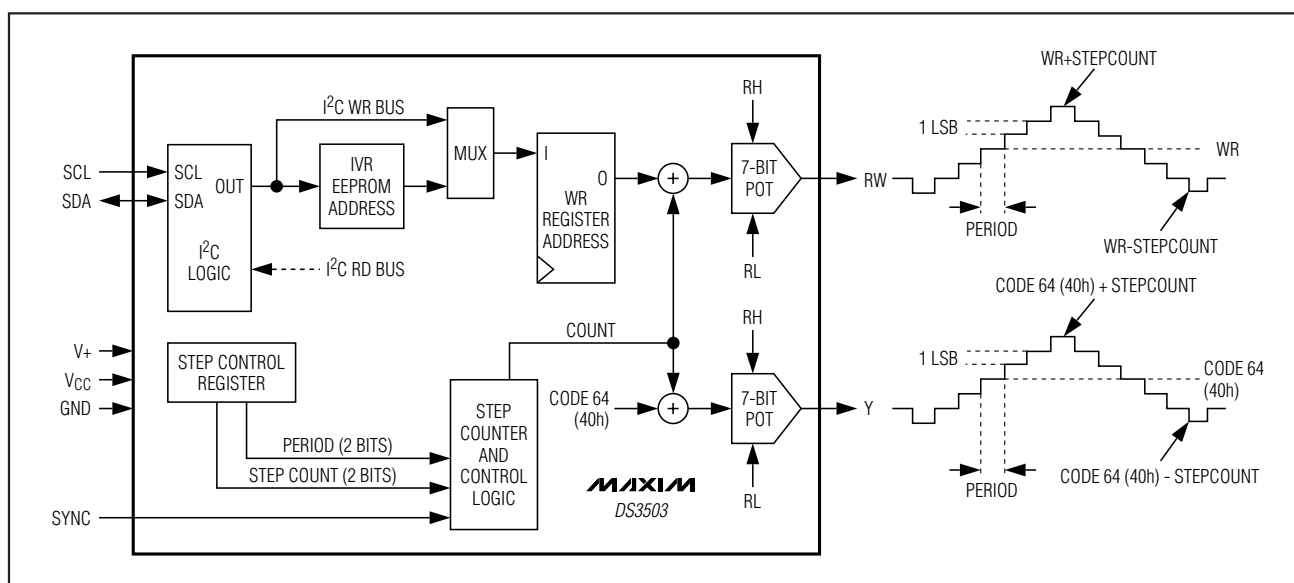 SCL
SDA
V+
VCC
GND
SYNC
SCL
SDA
OUT
I2C
LOGIC
I2C WR BUS
IVR
EEPROM
ADDRESS
I2C RD BUS
MUX
I
O
WR
REGISTER
ADDRESS
STEP CONTROL
REGISTER
PERIOD (2 BITS)
STEP COUNT (2 BITS)
COUNT
STEP
COUNTER
AND
CONTROL
LOGIC
CODE 64
(40h)
+
+
RH
7-BIT
POT
RL
RH
7-BIT
POT
RL
MAXIM
DS3503
RW
Y
WR+STEPCOUNT
1 LSB
WR
PERIOD
WR-STEPCOUNT
CODE 64 (40h) + STEPCOUNT
1 LSB
CODE 64
(40h)
PERIOD
CODE 64 (40h) - STEPCOUNT